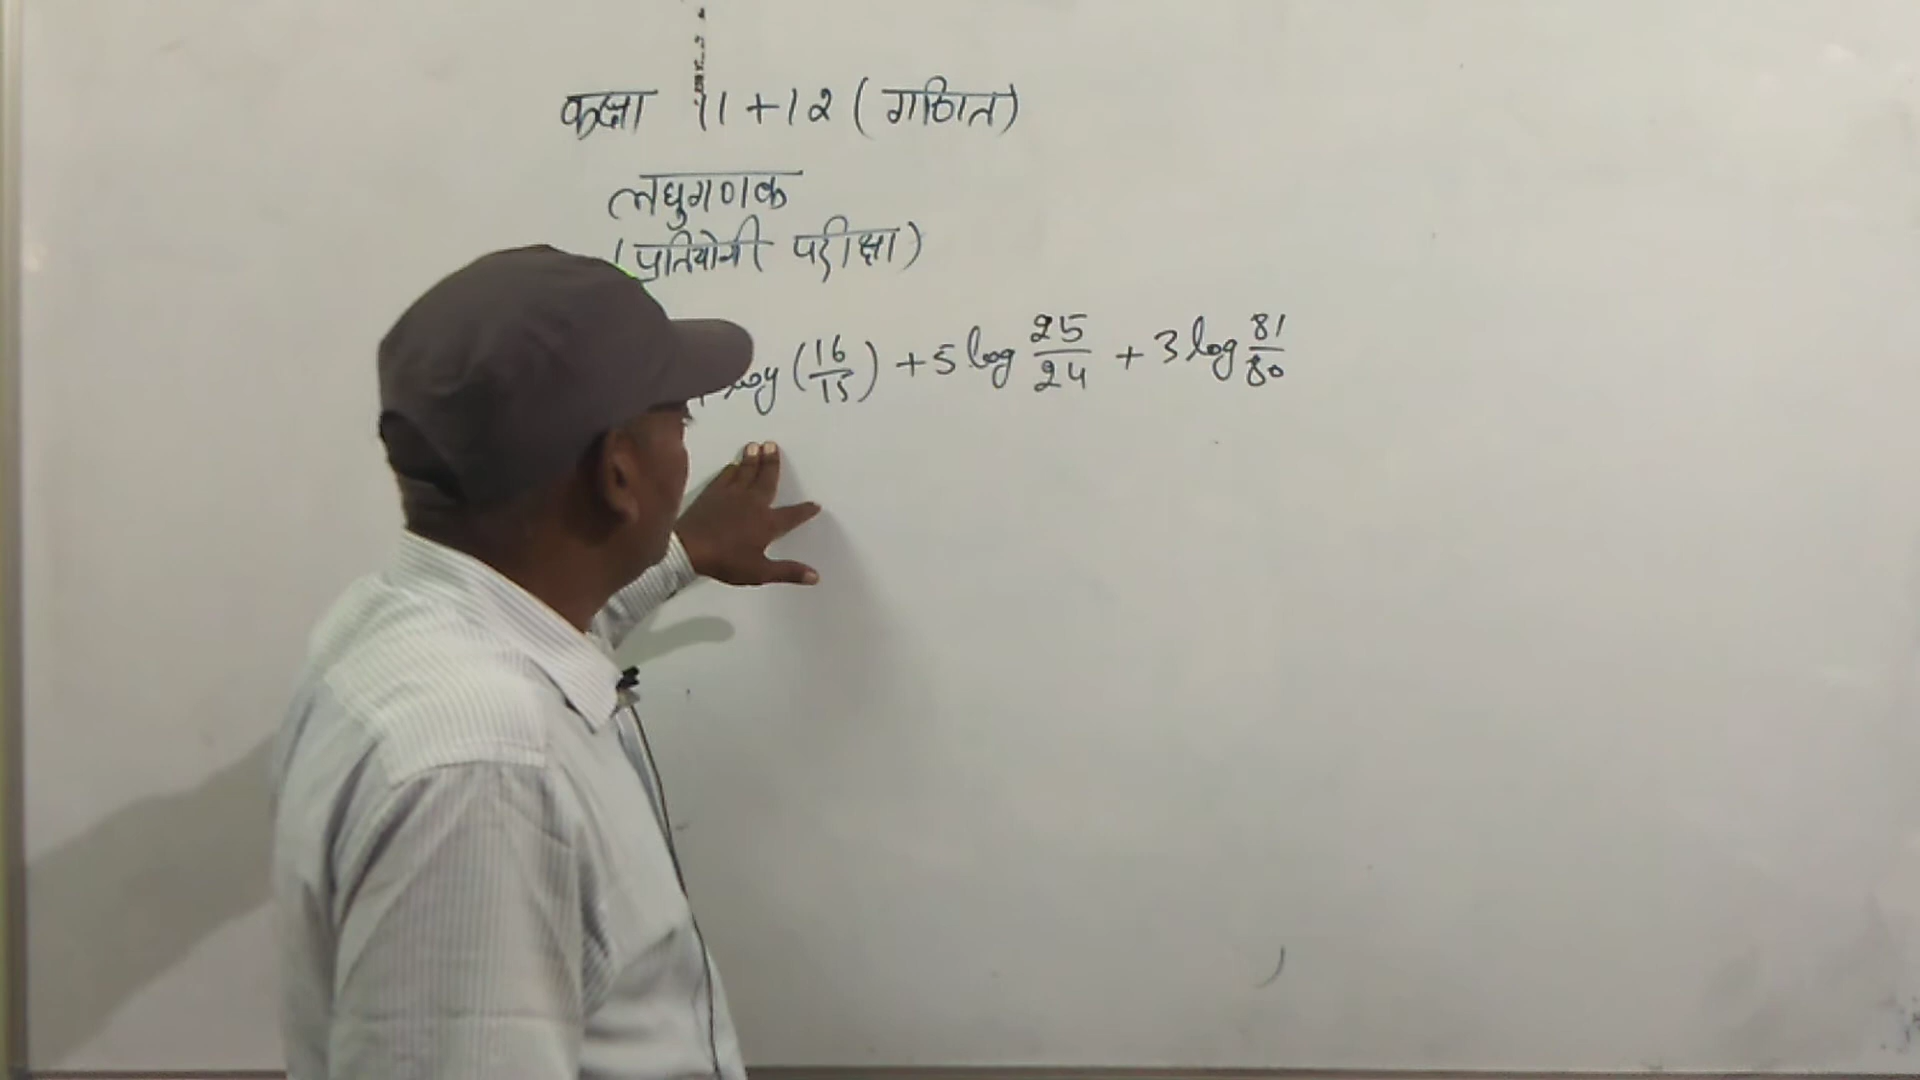 कक्षा 11+12 (गणित)
लघुगणक
(प्रतियोगी परीक्षा)
log (16/15) + 5 log 25/24 + 3 log 81/80